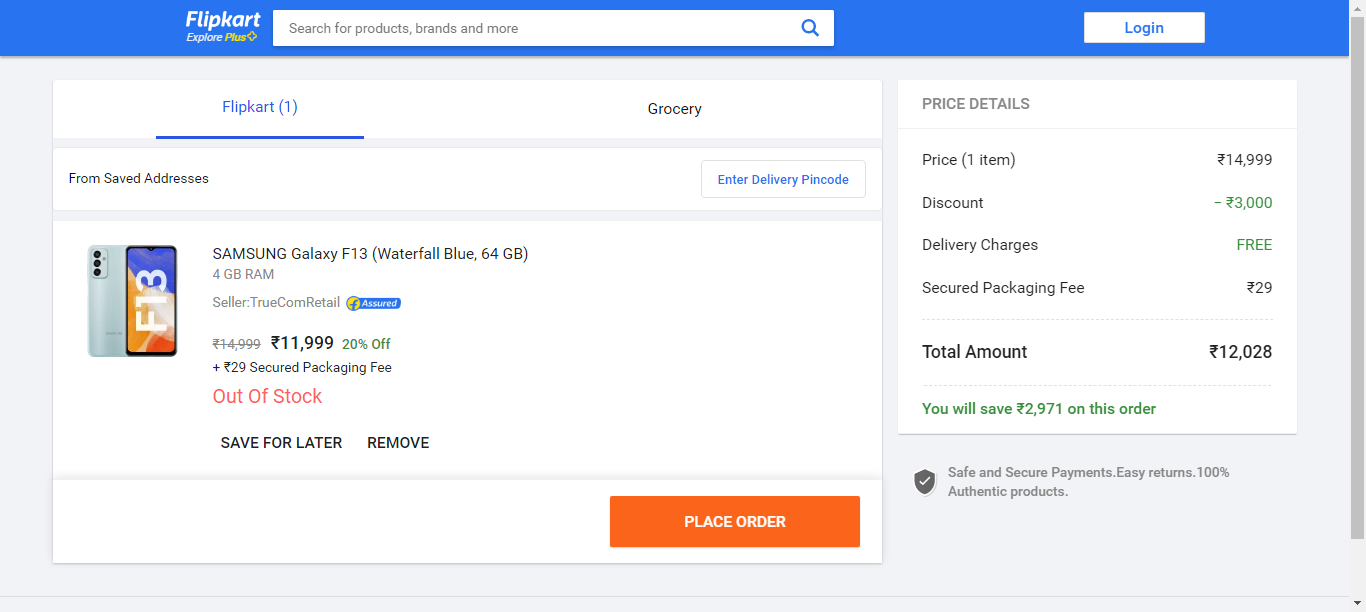 Flipkart
Explore Plus
Search for products, brands and more
Login
Flipkart (1)
Grocery
From Saved Addresses
Enter Delivery Pincode
F13
SAMSUNG Galaxy F13 (Waterfall Blue, 64 GB)
4 GB RAM
Seller:TrueComRetail f Assured
₹14,999 ₹11,999 20% Off
+ ₹29 Secured Packaging Fee
Out Of Stock
SAVE FOR LATER REMOVE
PLACE ORDER
PRICE DETAILS
Price (1 item) ₹14,999
Discount − ₹3,000
Delivery Charges FREE
Secured Packaging Fee ₹29
Total Amount ₹12,028
You will save ₹2,971 on this order
Safe and Secure Payments.Easy returns.100%
Authentic products.